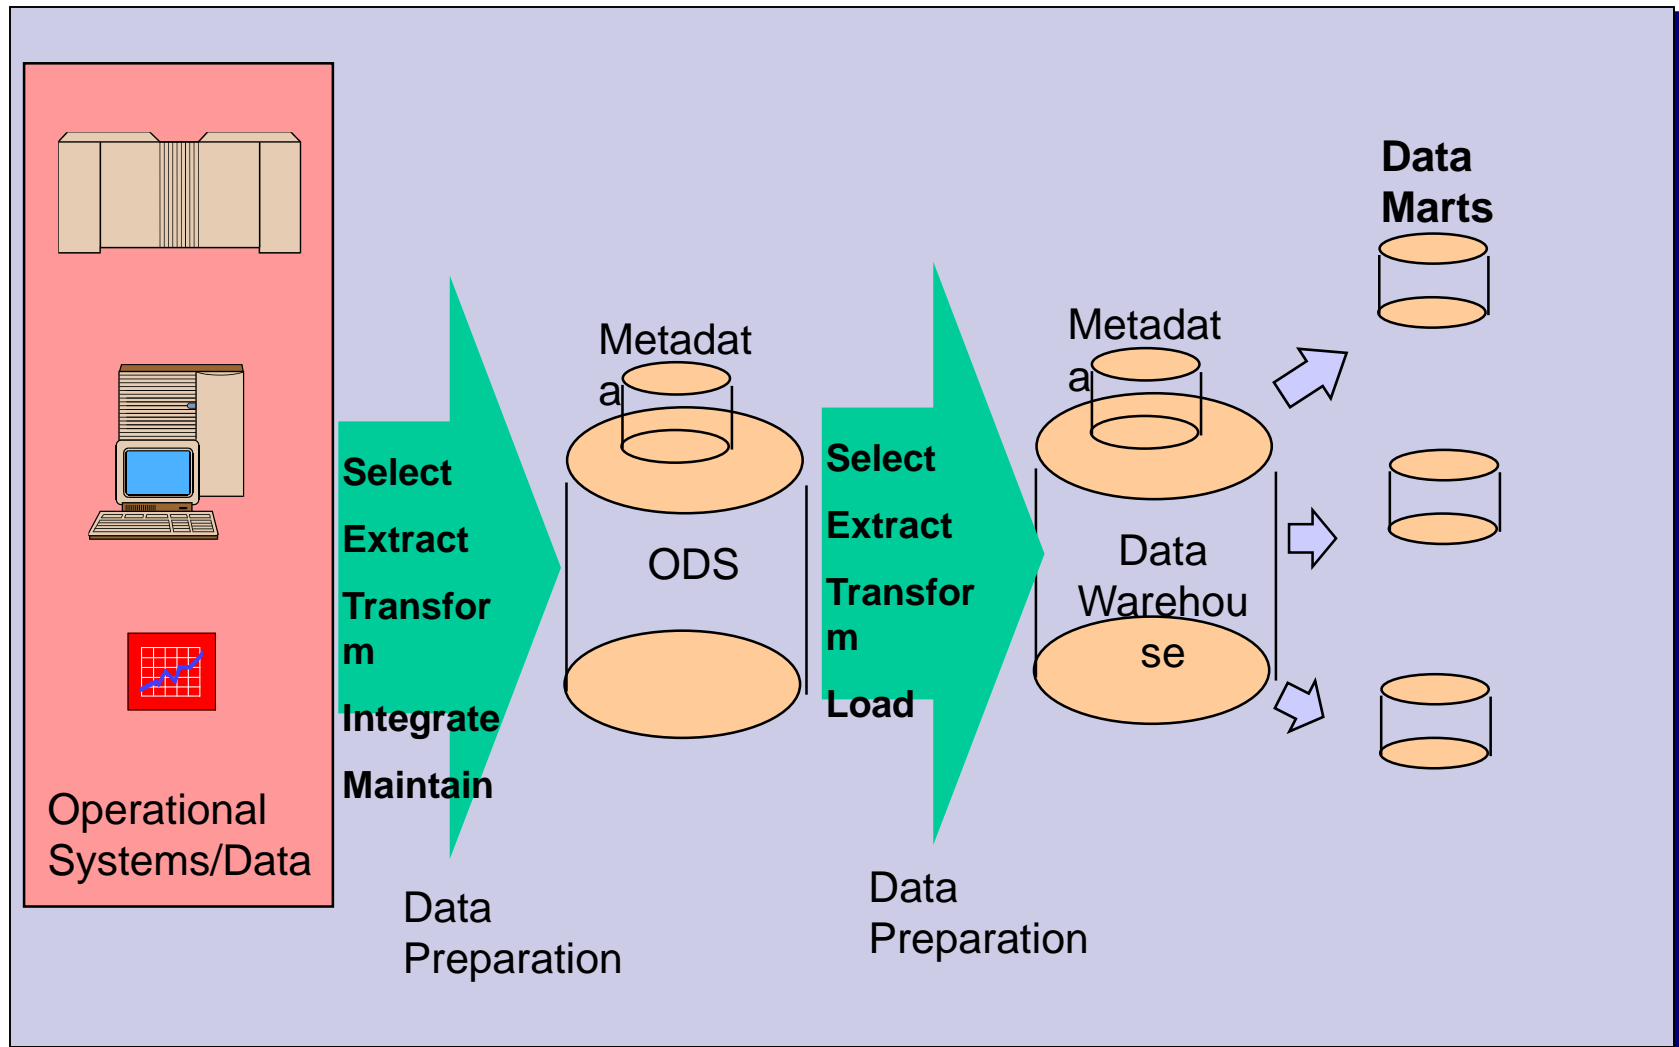 Data
Marts
Metadat
a
Metadat
a
Select
Extract
Transfor
m
Integrate
Maintain
ODS
Select
Extract
Transfor
m
Load
Data
Warehou
se
Operational
Systems/Data
Data
Preparation
Data
Preparation